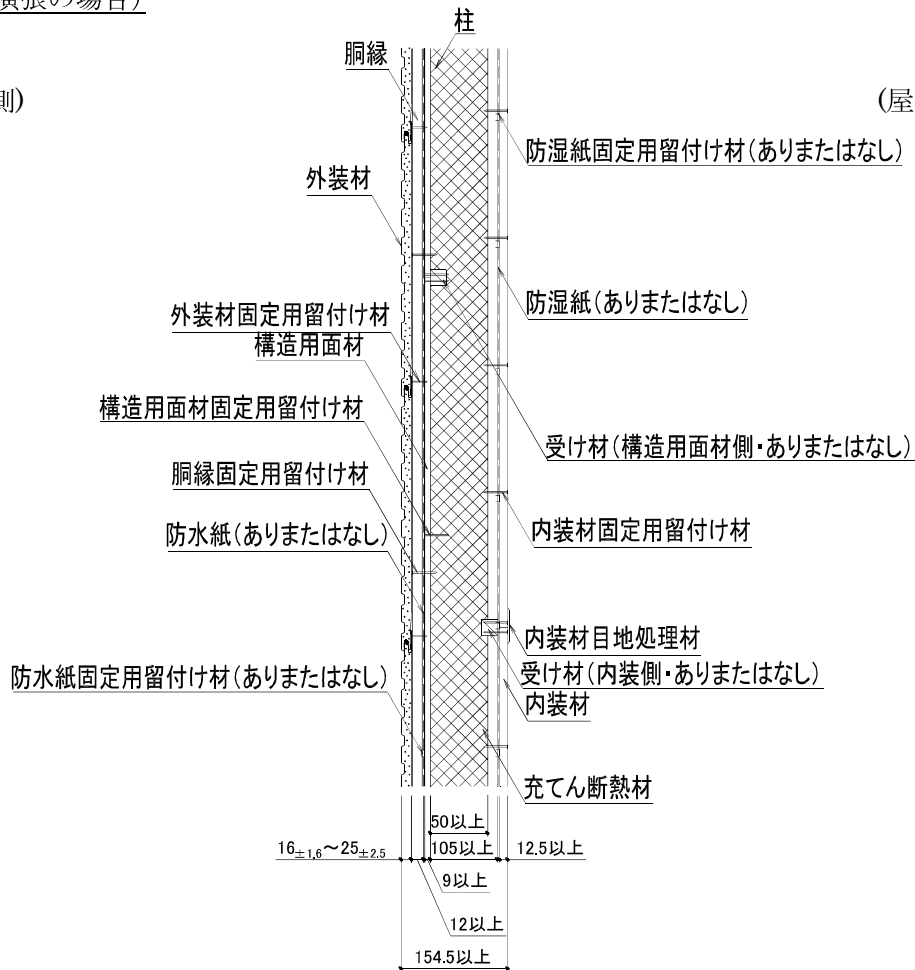 横張の場合)
柱
胴縁
側)
(屋
防湿紙固定用留付け材(ありまたはなし)
外装材
防湿紙(ありまたはなし)
外装材固定用留付け材
構造用面材
構造用面材固定用留付け材
受け材(構造用面材側・ありまたはなし)
胴縁固定用留付け材
防水紙(ありまたはなし)
内装材固定用留付け材
内装材目地処理材
防水紙固定用留付け材(ありまたはなし)
受け材(内装側・ありまたはなし)
内装材
充てん断熱材
50以上
16±1.6～25±2.5
105以上
12.5以上
9以上
12以上
154.5以上